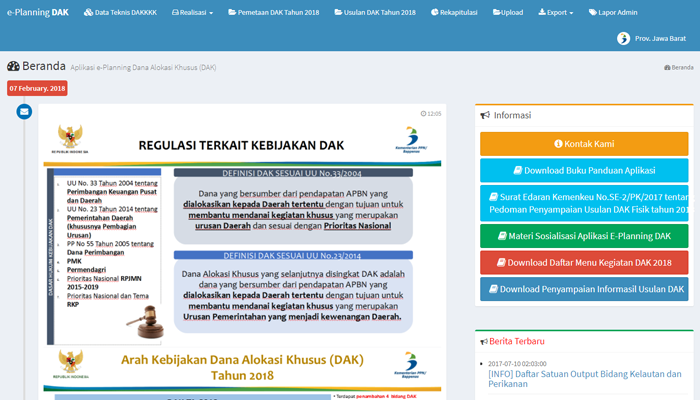 e-Planning DAK
Data Teknis DAKKKK
Realisasi
Pemetaan DAK Tahun 2018
Usulan DAK Tahun 2018
Rekapitulasi
Upload
Export
Lapor Admin
Prov. Jawa Barat
Beranda Aplikasi e-Planning Dana Alokasi Khusus (DAK)
Beranda
07 February. 2018
12:05
REPUBLIK INDONESIA
REGULASI TERKAIT KEBIJAKAN DAK
Kementerian PPN/
Bappenas
DASAR HUKUM KEBIJAKAN DAK
UU No. 33 Tahun 2004 tentang
Perimbangan Keuangan Pusat
dan Daerah
UU No. 23 Tahun 2014 tentang
Pemerintahan Daerah
(khususnya Pembagian
Urusan)
PP No 55 Tahun 2005 tentang
Dana Perimbangan
PMK
Permendagri
Prioritas Nasional RPJMN
2015-2019
Prioritas Nasional dan Tema
RKP
DEFINISI DAK SESUAI UU No.33/2004
Dana yang bersumber dari pendapatan APBN yang
dialokasikan kepada Daerah tertentu dengan tujuan untuk
membantu mendanai kegiatan khusus yang merupakan
urusan Daerah dan sesuai dengan Prioritas Nasional
DEFINISI DAK SESUAI UU No.23/2014
Dana Alokasi Khusus yang selanjutnya disingkat DAK adalah
dana yang bersumber dari pendapatan APBN yang
dialokasikan kepada Daerah tertentu dengan tujuan untuk
membantu mendanai kegiatan khusus yang merupakan
Urusan Pemerintahan yang menjadi kewenangan Daerah.
REPUBLIK INDONESIA
Arah Kebijakan Dana Alokasi Khusus (DAK)
Tahun 2018
Kementerian PPN/
Bappenas
* Terdapat penambahan 4 bidang DAK
Informasi
Kontak Kami
Download Buku Panduan Aplikasi
Surat Edaran Kemenkeu No.SE-2/PK/2017 tentan
Pedoman Penyampaian Usulan DAK Fisik tahun 201
Materi Sosialisasi Aplikasi E-Planning DAK
Download Daftar Menu Kegiatan DAK 2018
Download Penyampaian Informasil Usulan DAK
Berita Terbaru
2017-07-10 02:03:00
[INFO] Daftar Satuan Output Bidang Kelautan dan
Perikanan